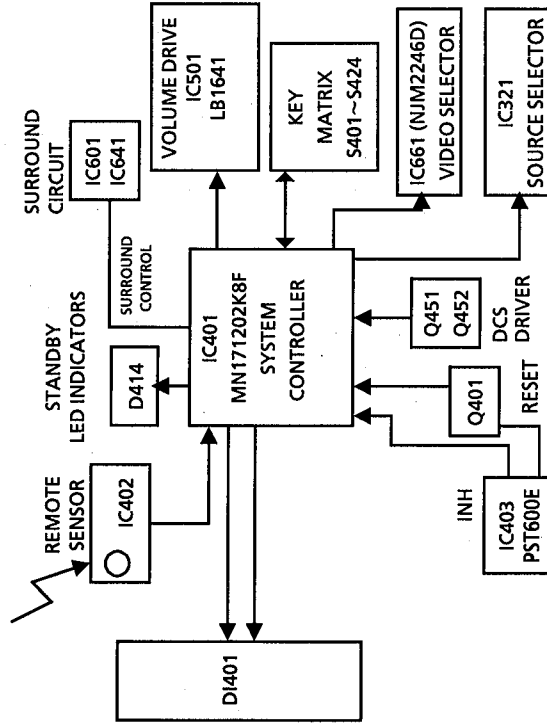 REMOTE
SENSOR
IC402
STANDBY
LED INDICATORS
D414
SURROUND
CIRCUIT
IC601
IC641
SURROUND
CONTROL
VOLUME DRIVE
IC501
LB1641
DI401
IC401
MN171202K8F
SYSTEM
CONTROLLER
KEY
MATRIX
S401~S424
IC661 (NJM2246D)
VIDEO SELECTOR
IC321
SOURCE SELECTOR
INH
IC403
PST600E
Q401
RESET
Q451
Q452
DCS
DRIVER